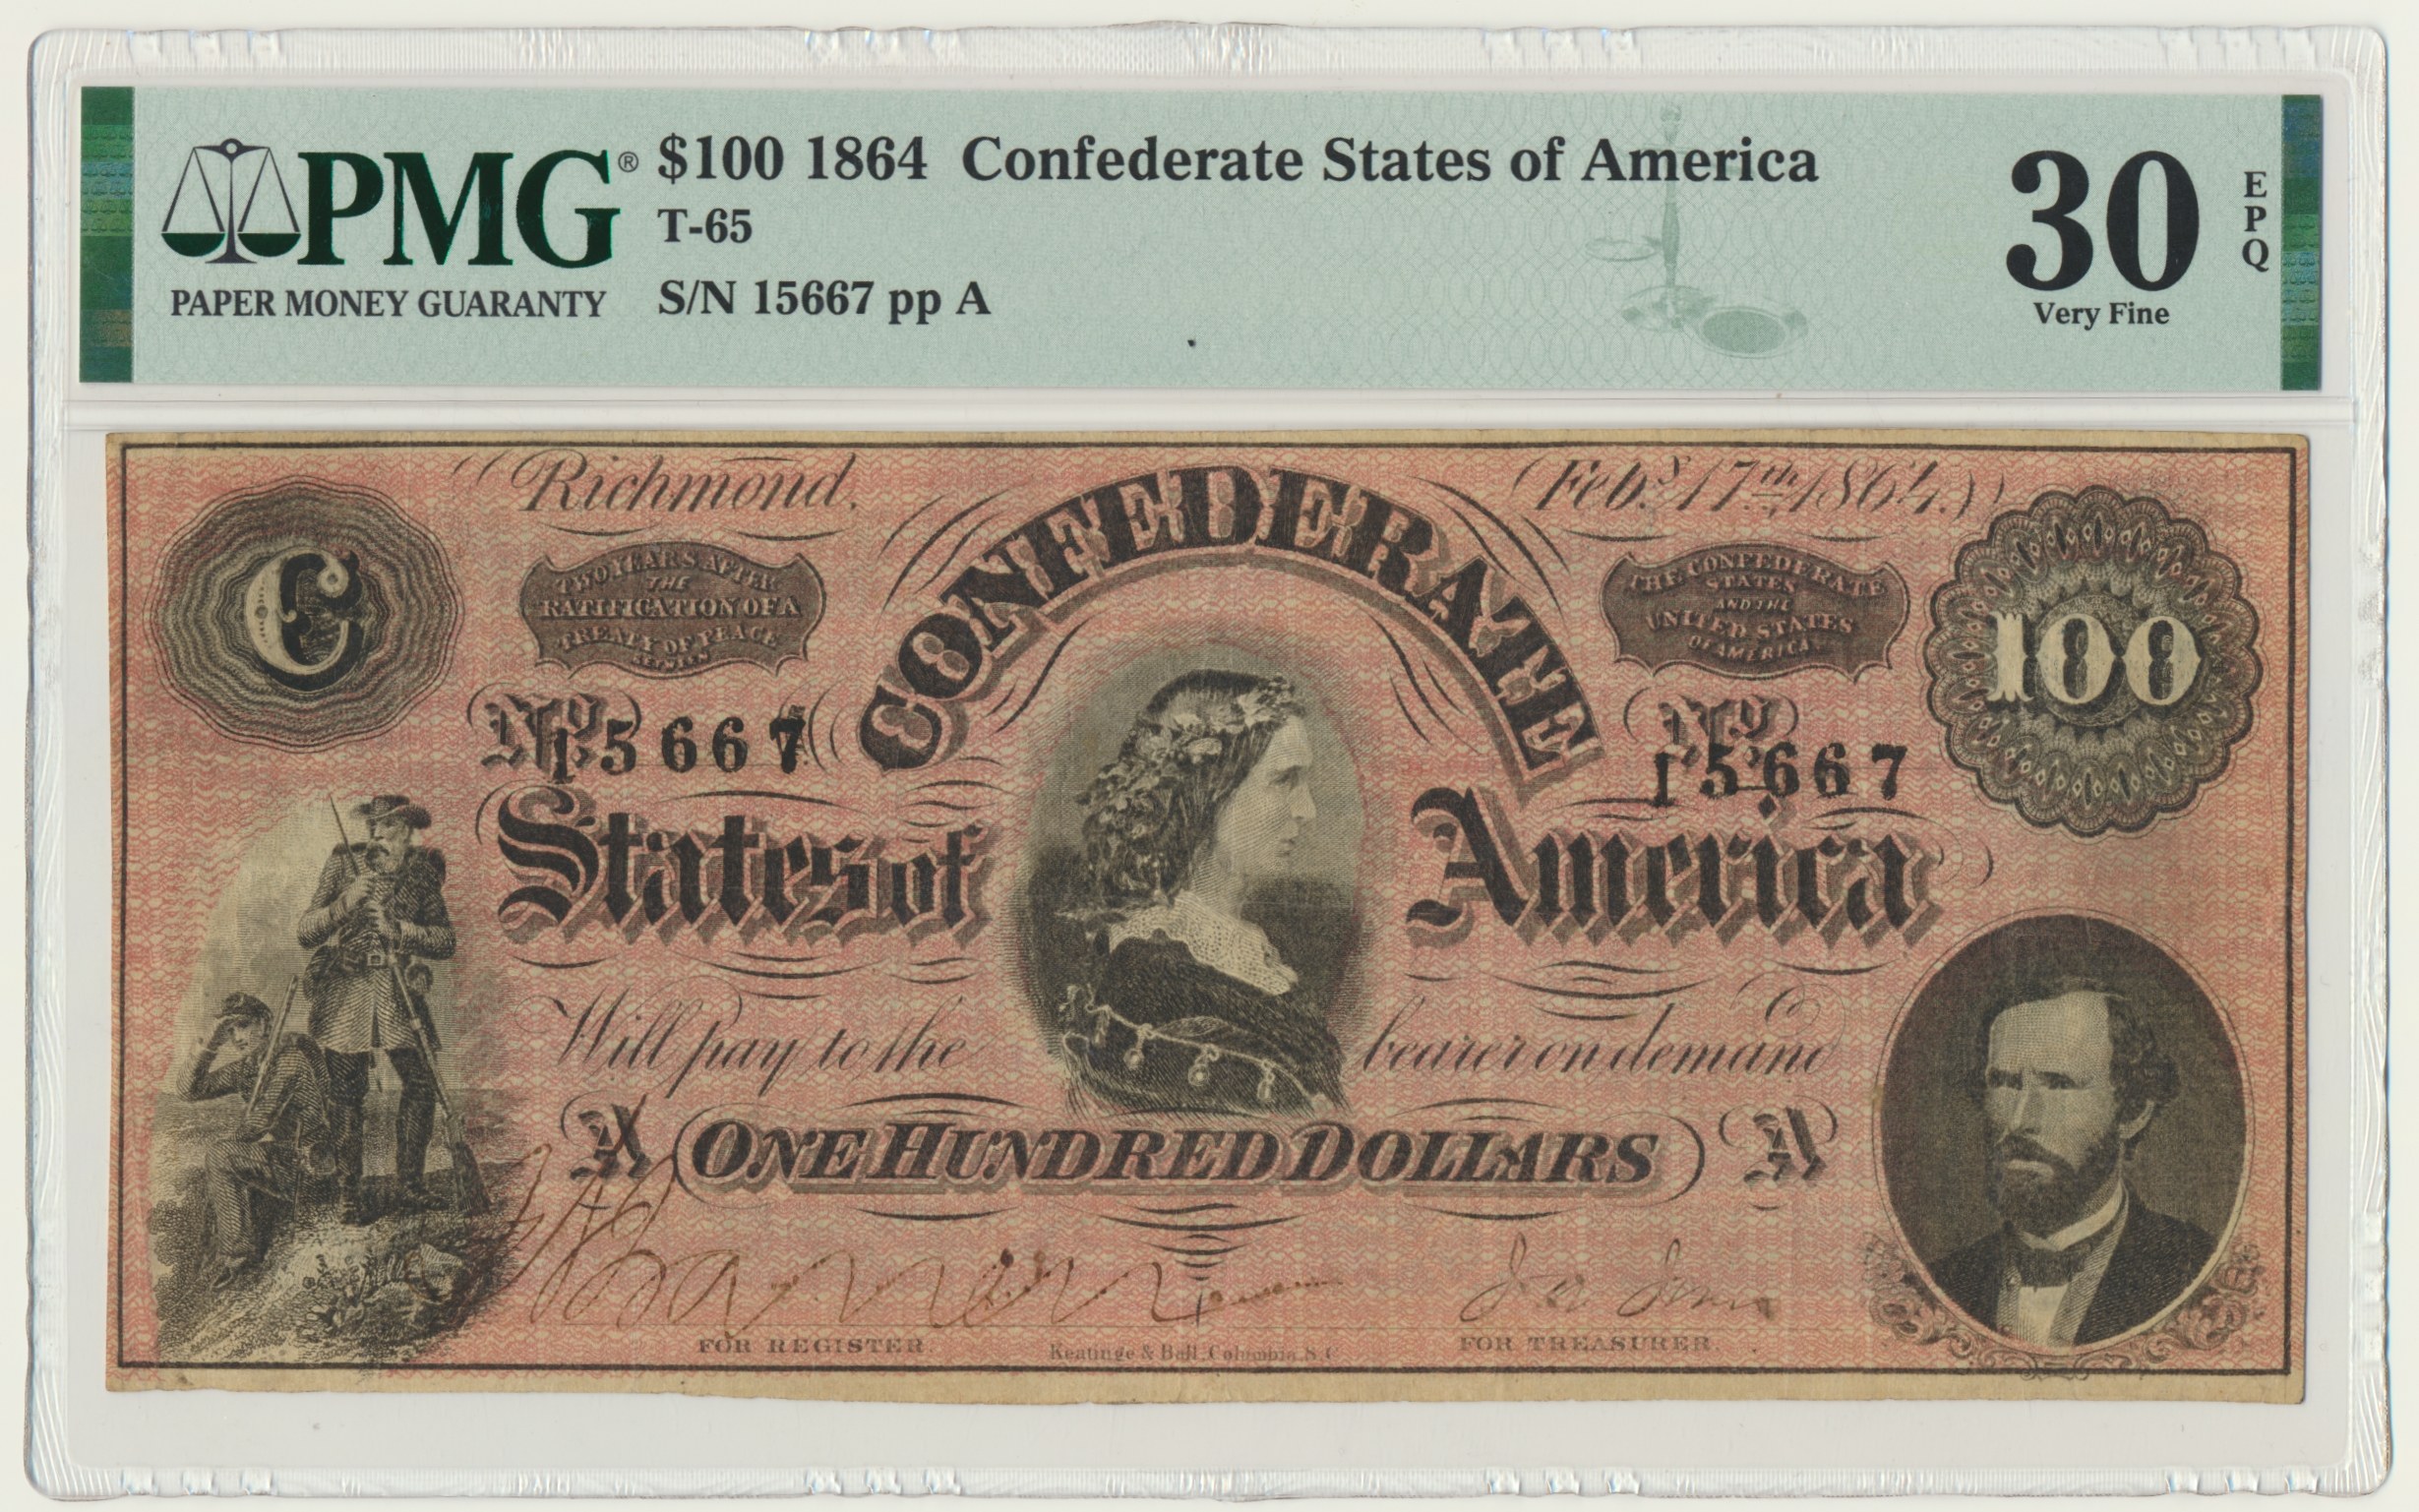 PMG®
PAPER MONEY GUARANTY
$100 1864 Confederate States of America
T-65
S/N 15667 pp A
30
Very Fine
EPQ
Richmond, Feby. 17th 1864.
C
TWO YEARS AFTER
THE
RATIFICATION OF A
TREATY OF PEACE
BETWEEN
CONFEDERATE
THE CONFEDERATE
STATES
AND THE
UNITED STATES
OF AMERICA.
100
No 15667
No 15667
States of America
Will pay to the bearer on demand
A ONE HUNDRED DOLLARS A
FOR REGISTER.
Keatinge & Ball, Columbia, S.C.
FOR TREASURER.